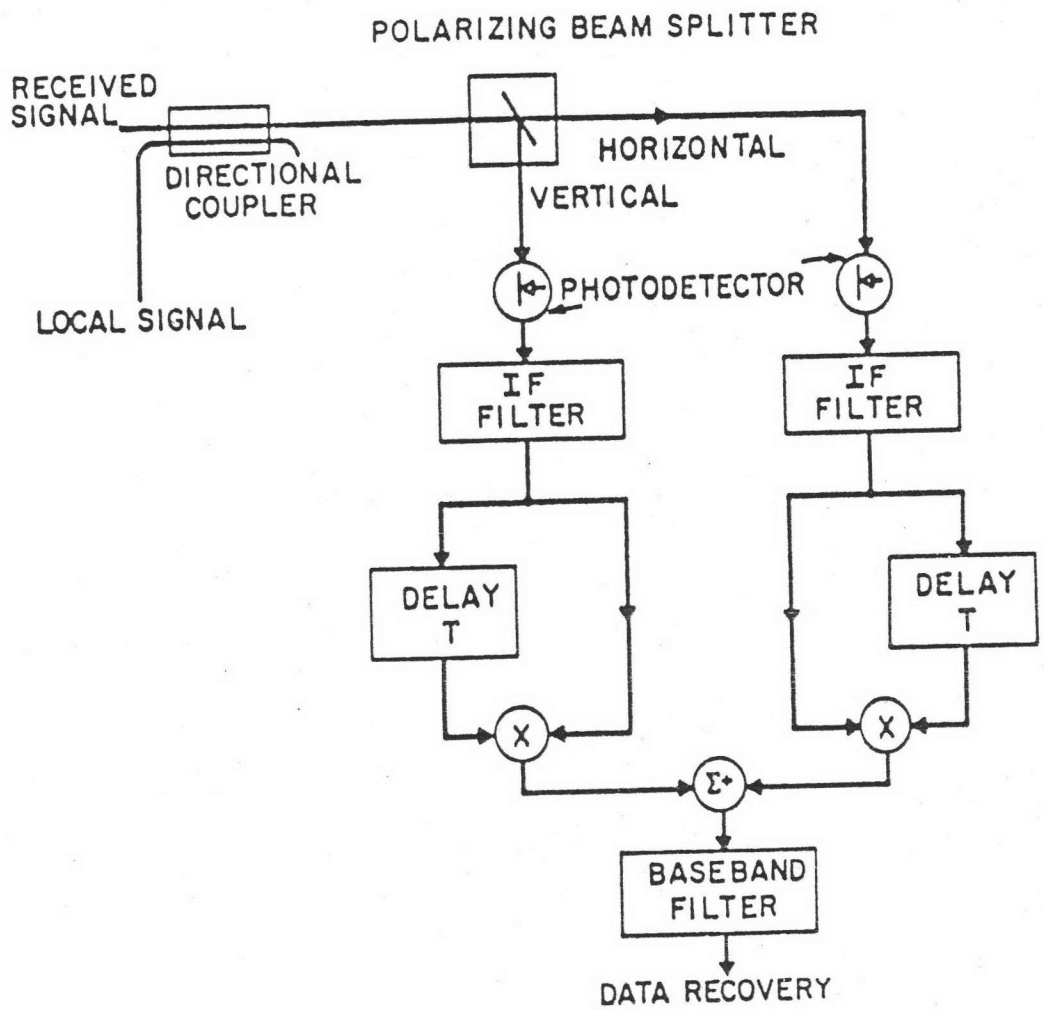 POLARIZING BEAM SPLITTER
RECEIVED
SIGNAL
HORIZONTAL
DIRECTIONAL
COUPLER
VERTICAL
PHOTODETECTOR
LOCAL SIGNAL
IF
FILTER
IF
FILTER
DELAY
T
DELAY
T
X
X
Σ+
BASEBAND
FILTER
DATA RECOVERY